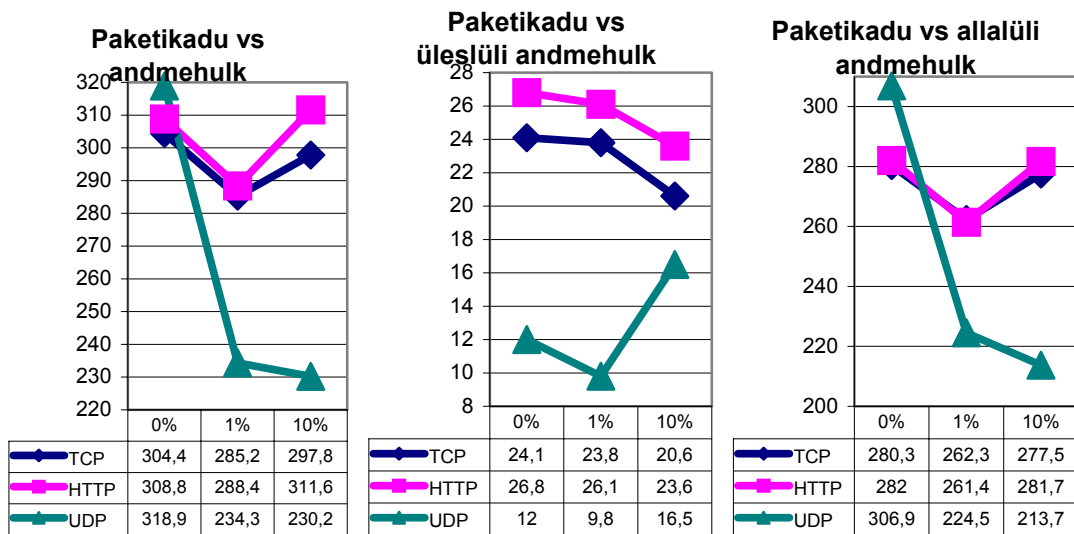 Paketikadu vs
andmehulk
320
310
300
290
280
270
260
250
240
230
220
0% 1% 10%
TCP 304,4 285,2 297,8
HTTP 308,8 288,4 311,6
UDP 318,9 234,3 230,2
Paketikadu vs
üleslüli andmehulk
28
26
24
22
20
18
16
14
12
10
8
0% 1% 10%
TCP 24,1 23,8 20,6
HTTP 26,8 26,1 23,6
UDP 12 9,8 16,5
Paketikadu vs allalüli
andmehulk
300
280
260
240
220
200
0% 1% 10%
TCP 280,3 262,3 277,5
HTTP 282 261,4 281,7
UDP 306,9 224,5 213,7